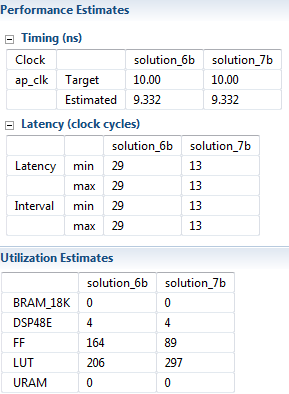 Performance Estimates
Timing (ns)
Clock solution_6b solution_7b
ap_clk Target 10.00 10.00
Estimated 9.332 9.332
Latency (clock cycles)
solution_6b solution_7b
Latency min 29 13
max 29 13
Interval min 29 13
max 29 13
Utilization Estimates
solution_6b solution_7b
BRAM_18K 0 0
DSP48E 4 4
FF 164 89
LUT 206 297
URAM 0 0